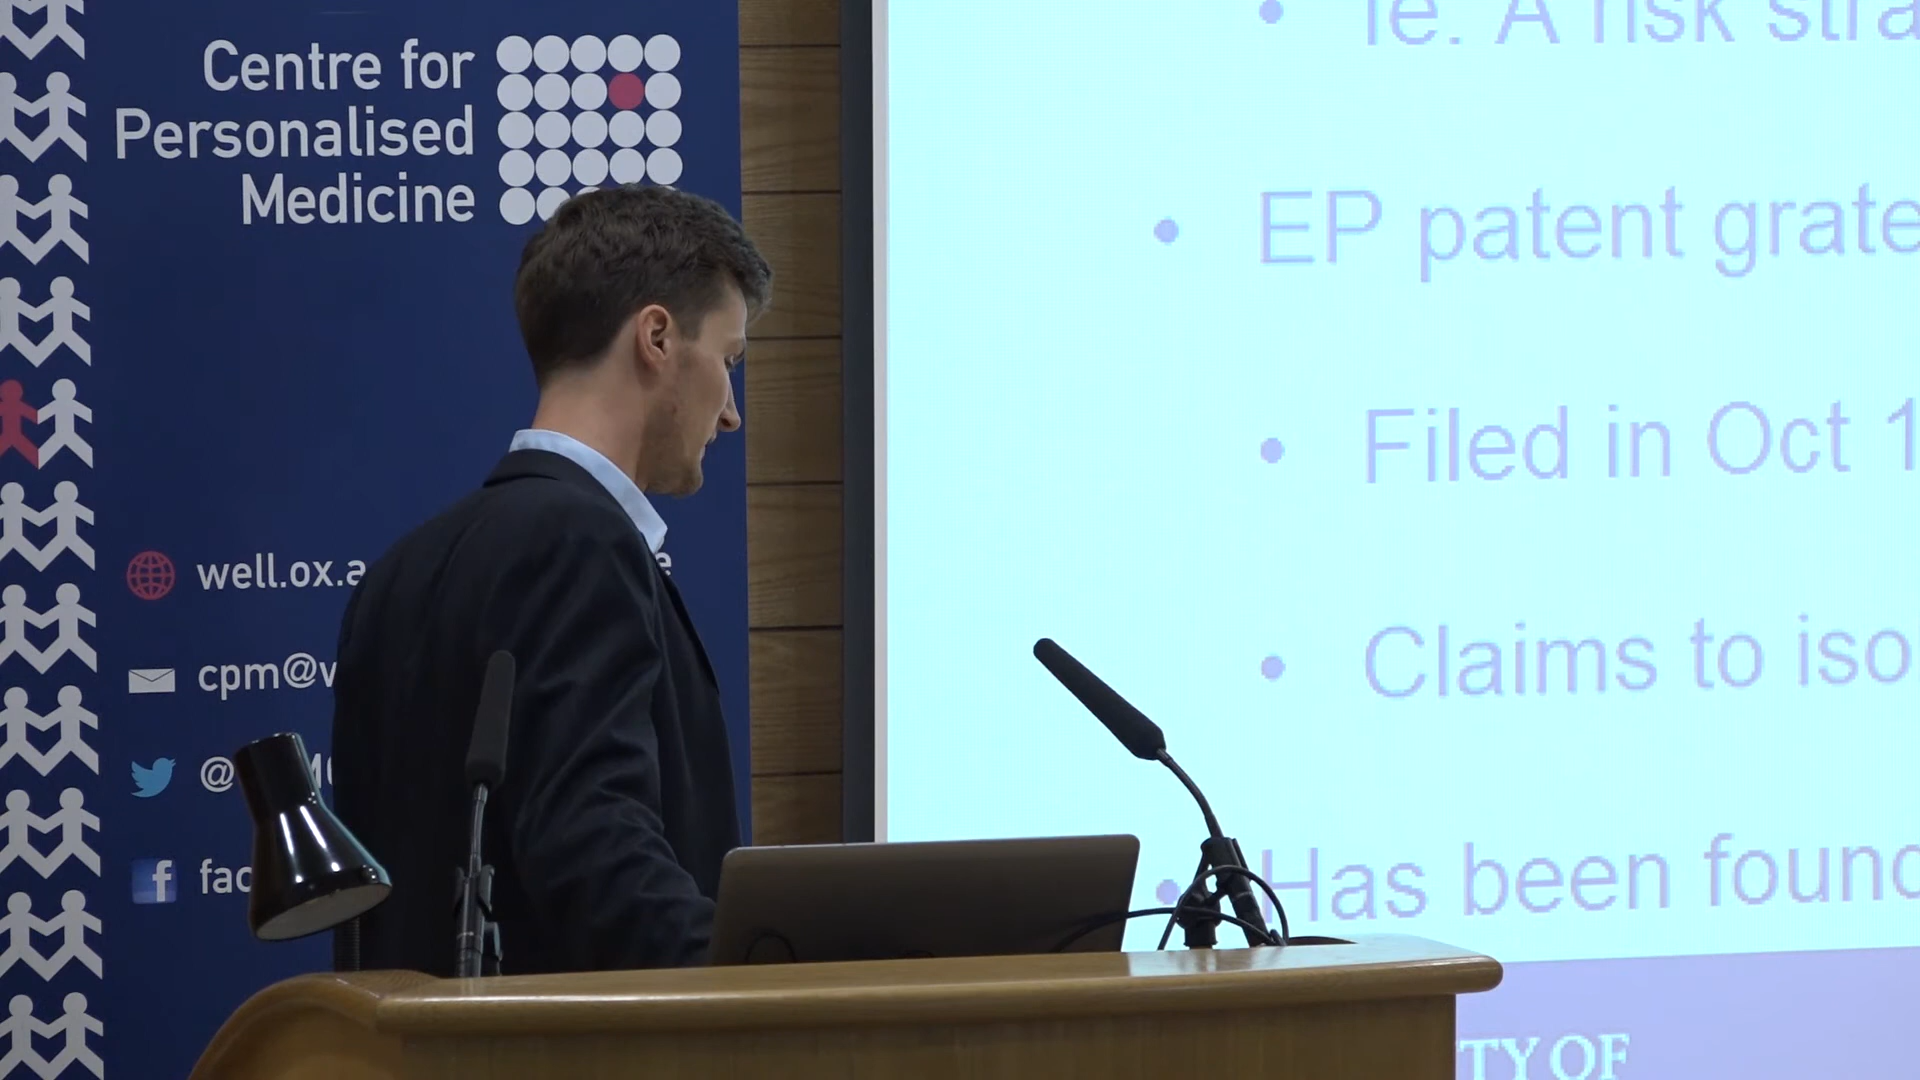 Centre for
Personalised
Medicine
well.ox.a
cpm@w
@
fac
Ie. A risk stra
EP patent grate
Filed in Oct 1
Claims to iso
Has been found
TY OF